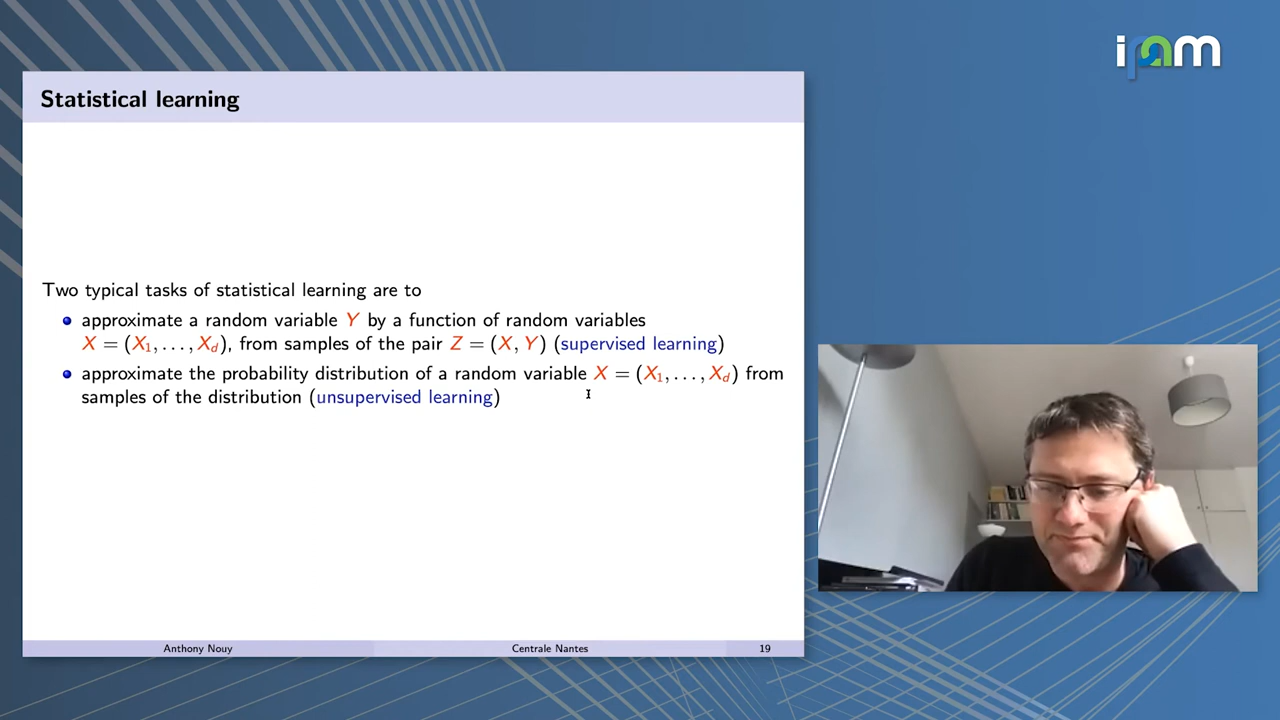 ipam
Statistical learning
Two typical tasks of statistical learning are to
approximate a random variable Y by a function of random variables
X = (X₁, . . . , X_d), from samples of the pair Z = (X, Y) (supervised learning)
approximate the probability distribution of a random variable X = (X₁, . . . , X_d) from
samples of the distribution (unsupervised learning)
Anthony Nouy
Centrale Nantes
19